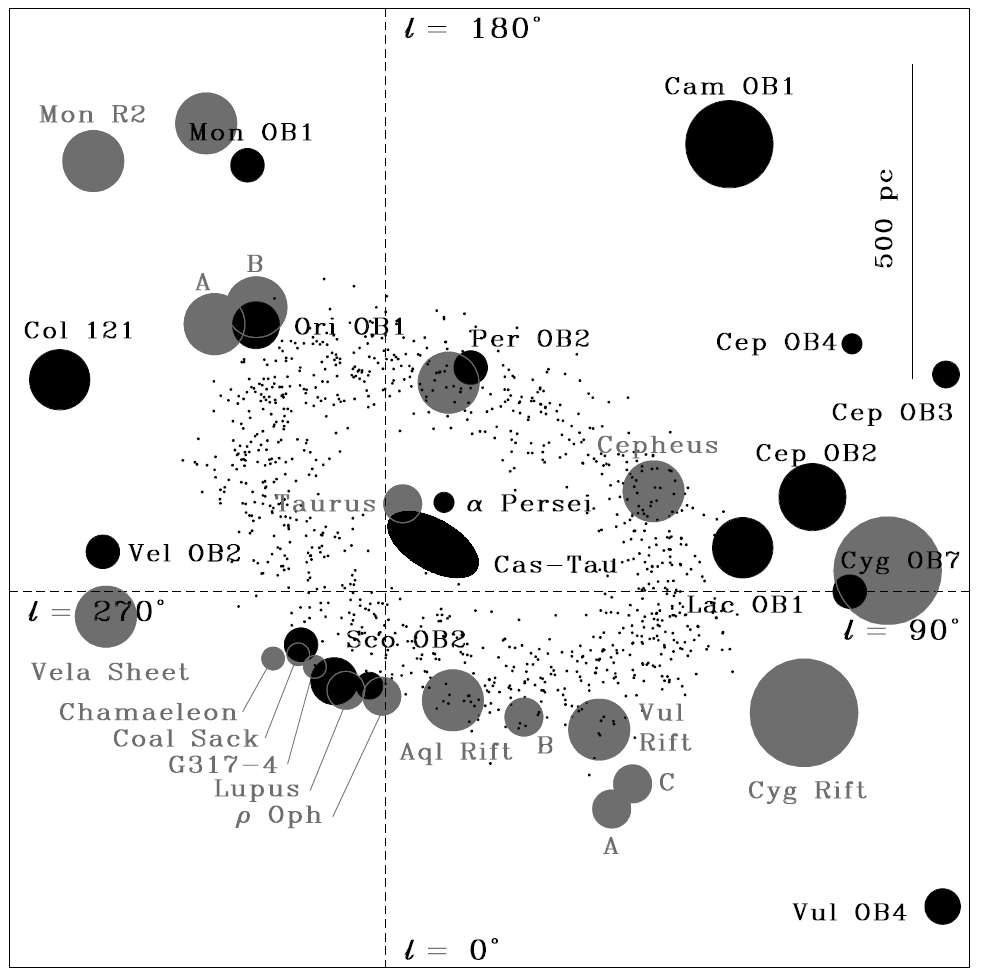 l = 180°
Cam OB1
Mon R2
Mon OB1
500 pc
B
A
Ori OB1
Col 121
Per OB2
Cep OB4
Cep OB3
Cepheus
Cep OB2
Taurus
α Persei
Vel OB2
Cas-Tau
Cyg OB7
l = 270°
Lac OB1
l = 90°
Sco OB2
Vela Sheet
Chamaeleon
Coal Sack
G317-4
Lupus
ρ Oph
Aql Rift
B
Vul
Rift
C
A
Cyg Rift
Vul OB4
l = 0°